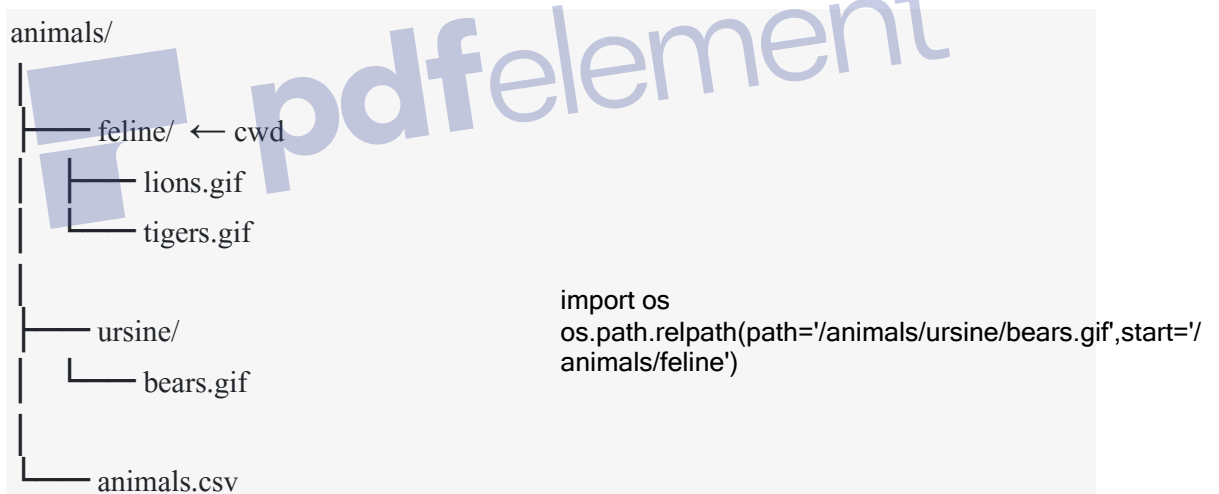 animals/
pdfelement
feline/ ← cwd
lions.gif
tigers.gif
ursine/
bears.gif
animals.csv
import os
os.path.relpath(path='/animals/ursine/bears.gif',start='/
animals/feline')